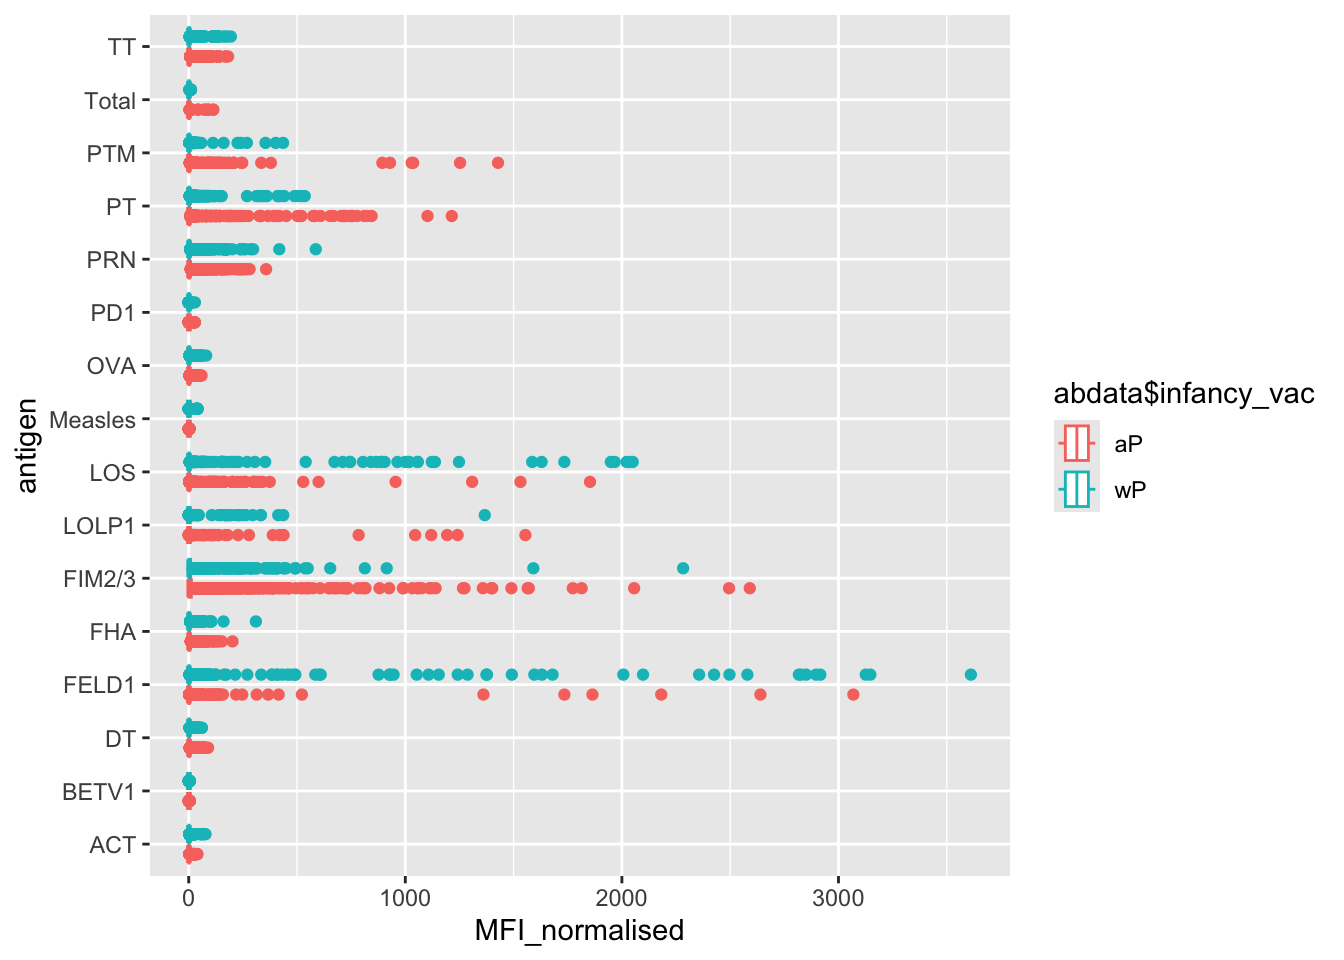 TT
Total
PTM
PT
PRN
PD1
OVA
Measles
LOS
LOLP1
FIM2/3
FHA
FELD1
DT
BETV1
ACT
antigen
0 1000 2000 3000
MFI_normalised
abdata$infancy_vac
aP
wP